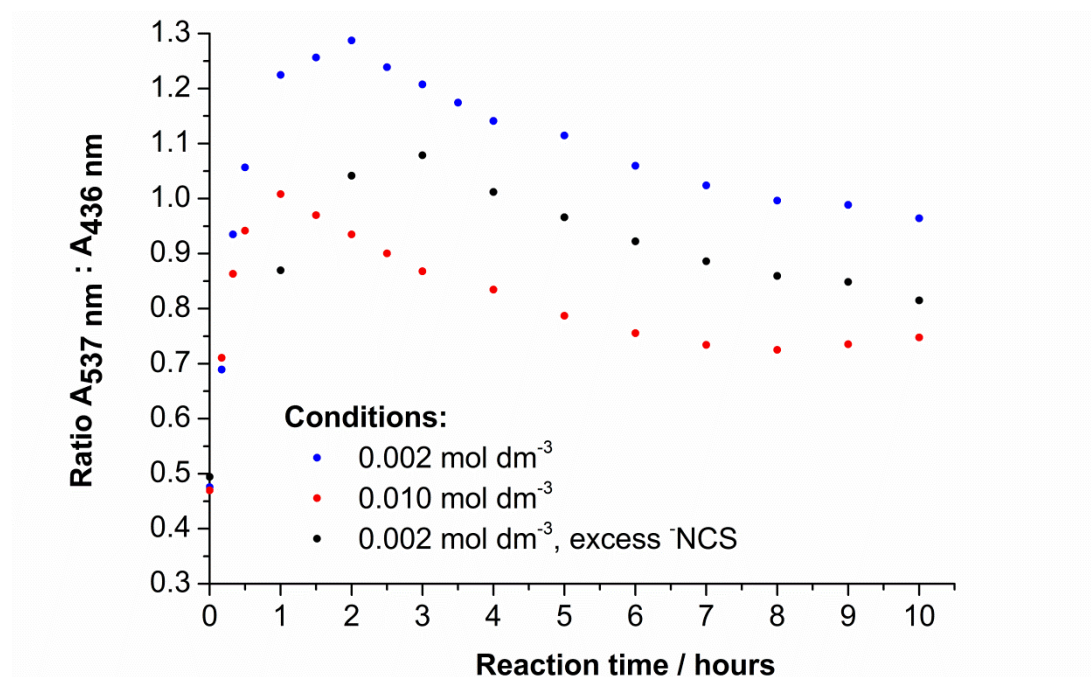 Ratio A537 nm : A436 nm
1.3
1.2
1.1
1.0
0.9
0.8
0.7
0.6
0.5
0.4
0.3
Conditions:
0.002 mol dm⁻³
0.010 mol dm⁻³
0.002 mol dm⁻³, excess ⁻NCS
0 1 2 3 4 5 6 7 8 9 10
Reaction time / hours